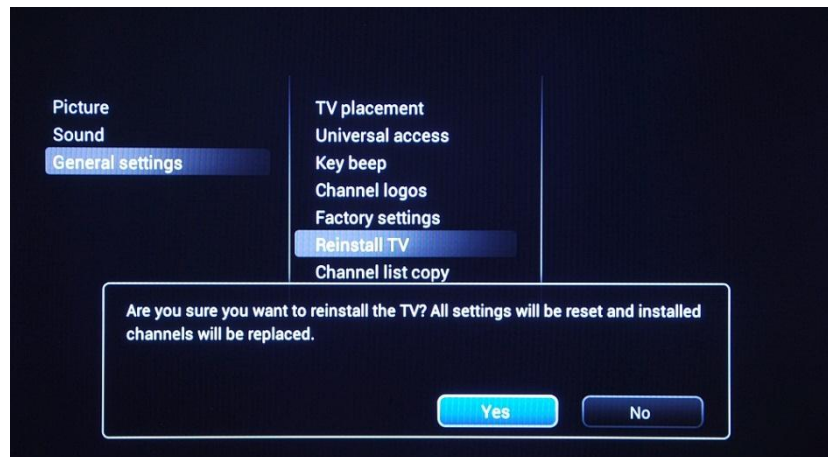 Picture
Sound
General settings
TV placement
Universal access
Key beep
Channel logos
Factory settings
Reinstall TV
Channel list copy
Are you sure you want to reinstall the TV? All settings will be reset and installed
channels will be replaced.
Yes
No